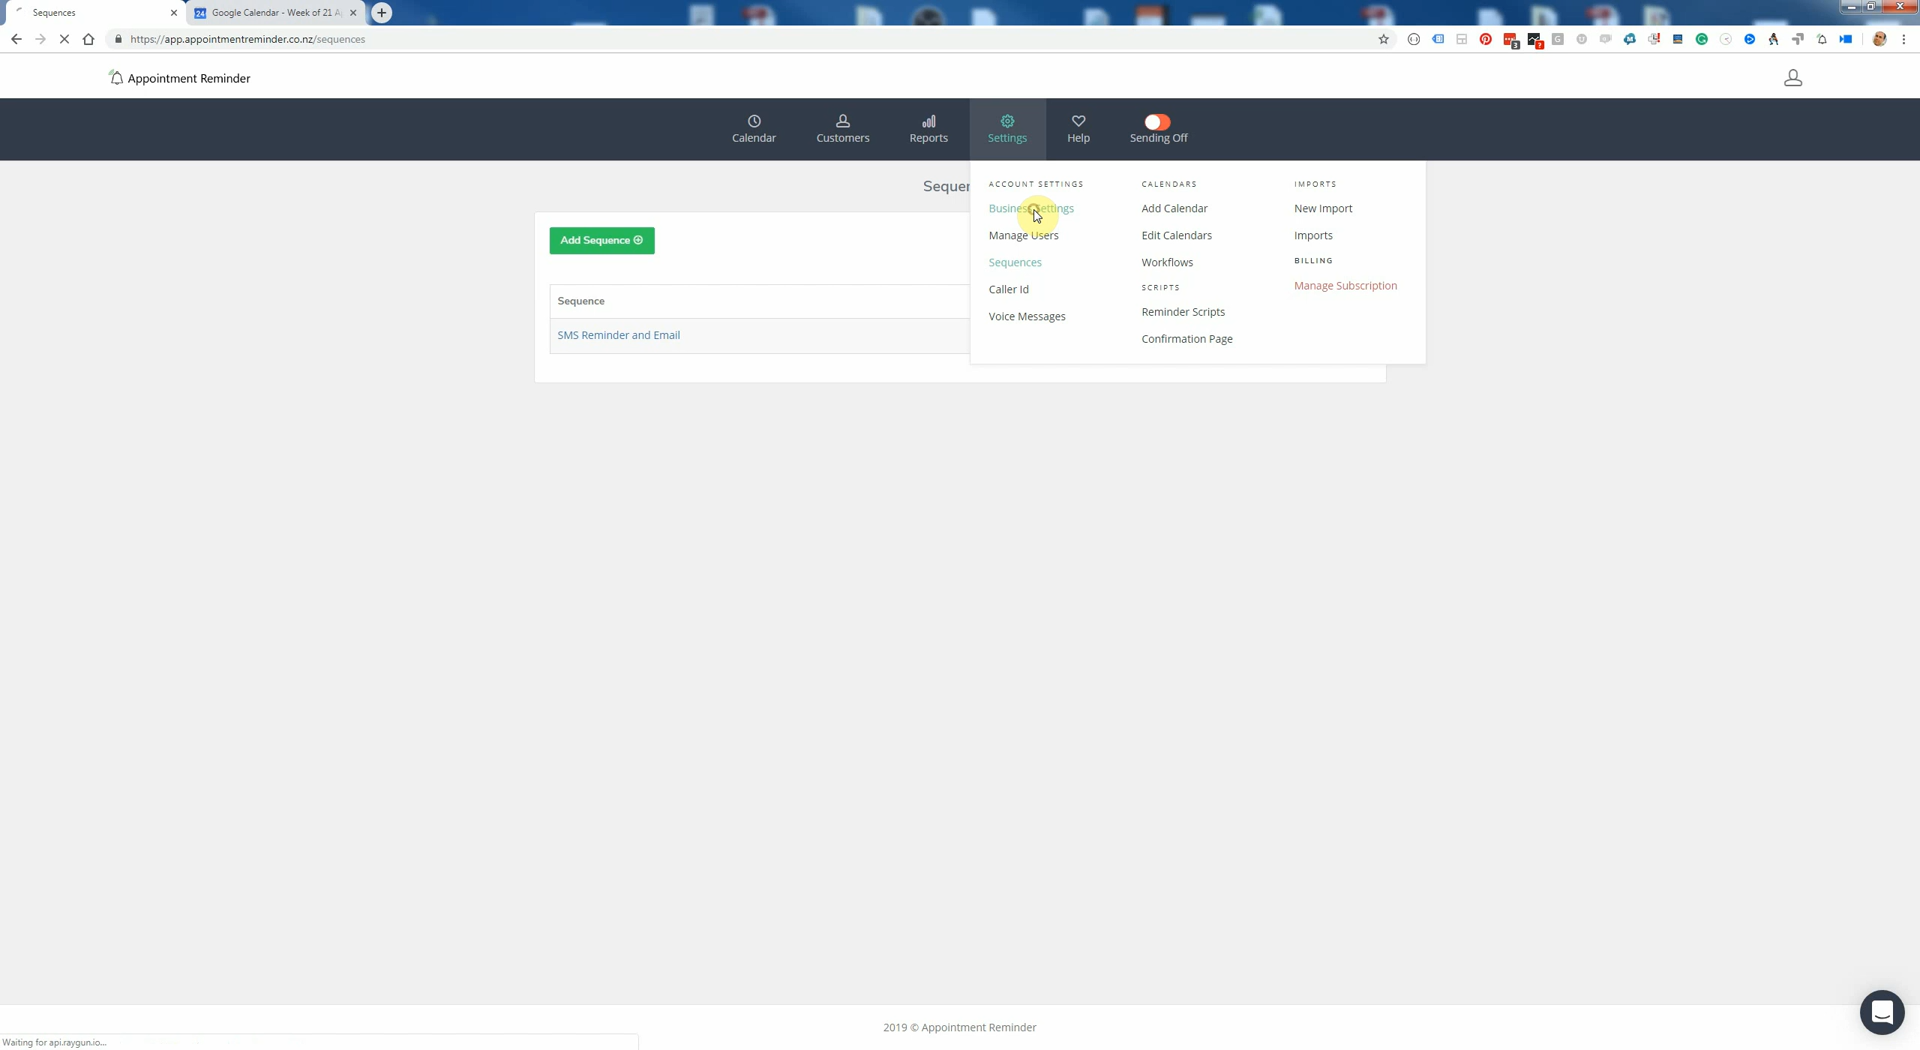 Sequences
Google Calendar - Week of 21 A
https://app.appointmentreminder.co.nz/sequences
Appointment Reminder
Calendar
Customers
Reports
Settings
Help
Sending Off
ACCOUNT SETTINGS
Business Settings
Manage Users
Sequences
Caller Id
Voice Messages
CALENDARS
Add Calendar
Edit Calendars
Workflows
SCRIPTS
Reminder Scripts
Confirmation Page
IMPORTS
New Import
Imports
BILLING
Manage Subscription
Sequen
Add Sequence
Sequence
SMS Reminder and Email
2019 © Appointment Reminder
Waiting for api.raygun.io...